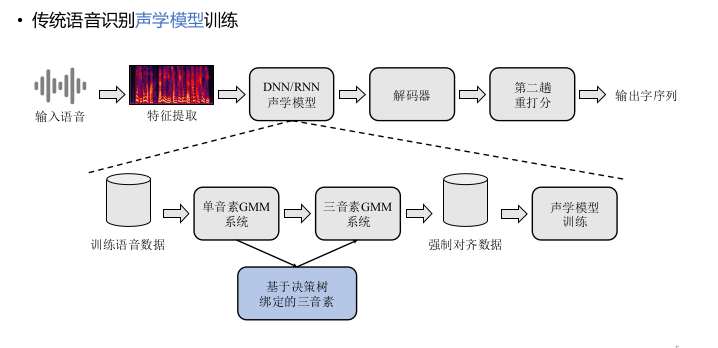 • 传统语音识别声学模型训练
输入语音
特征提取
DNN/RNN
声学模型
解码器
第二趟
重打分
输出字序列
训练语音数据
单音素GMM
系统
三音素GMM
系统
强制对齐数据
声学模型
训练
基于决策树
绑定的三音素